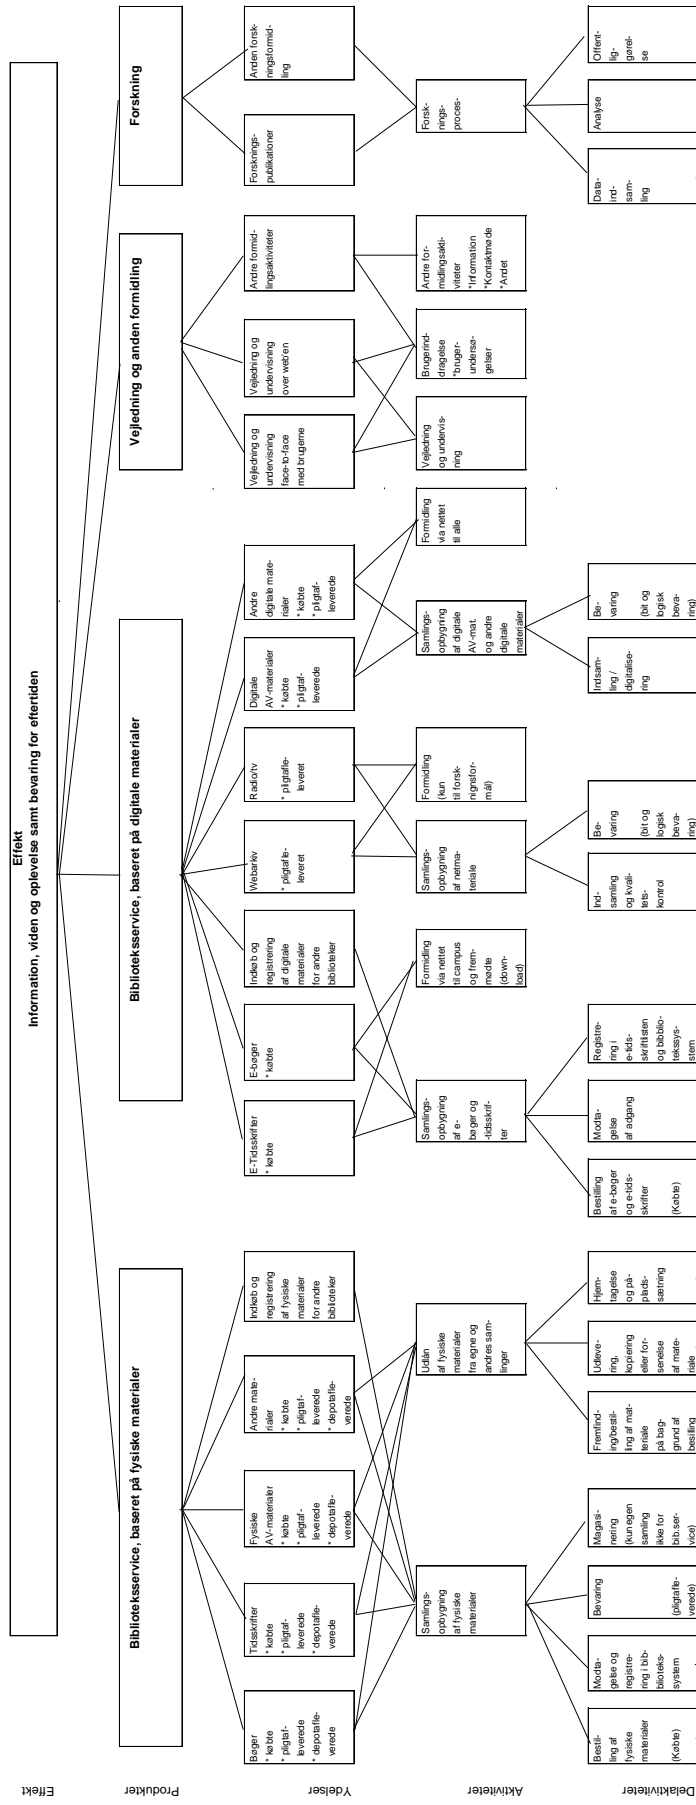 Effekt
Effekt
Information, viden og oplevelse samt bevaring for eftertiden
Produkter
Biblioteksservice, baseret på fysiske materialer
Biblioteksservice, baseret på digitale materialer
Vejledning og anden formidling
Forskning
Ydelser
Bøger
* købte
* pligtaf-
leverede
* depotafle-
verede
Tidsskrifter
* købte
* pligtaf-
leverede
* depotafle-
verede
Fysiske
AV-materialer
* købte
* pligtaf-
leverede
* depotafle-
verede
Andre mate-
rialer
* købte
* pligtaf-
leverede
* depotafle-
verede
Indkøb og
registrering
af fysiske
materialer
for andre
biblioteker
E-Tidsskrifter
* købte
E-bøger
* købte
Indkøb og
registrering
af digitale
materialer
for andre
biblioteker
Webarkiv
* pligtafle-
leveret
Radio/tv
* pligtafle-
leveret
Digitale
AV-materialer
* købte
* pligtaf-
leverede
Andre
digitale mate-
rialer
* købte
* pligtaf-
leverede
Vejledning og
undervisning
face-to-face
med brugerne
Vejledning og
undervisning
over web'en
Andre formid-
lingsaktiviteter
Forsknings-
publikationer
Anden forsk-
ningsformid-
ling
Aktiviteter
Samlings-
opbygning
af fysiske
materialer
Udlån
af fysiske
materialer
fra egne og
andres sam-
linger
Samlings-
opbygning
af e-
bøger og
-tidsskrif-
ter
Formidling
via nettet
til campus
og frem-
mødte
(down-
load)
Samlings-
opbygning
af netma-
teriale
Formidling
(kun
til forsk-
nignsfor-
mål)
Samlings-
opbygning
af digitale
AV-mat.
og andre
digitale
materialer
Formidling
via nettet
til alle
Vejledning
og undervis-
ning
Brugerind-
dragelse
*bruger-
undersø-
gelser
Andre for-
midlingsakti-
viteter
*Information
*Kontaktmøde
*Andet
Forsk-
nings-
proces-
Delaktiviteter
Bestil-
ling af
fysiske
materialer
(Købte)
Modta-
gelse og
registre-
ring i bib-
blioteks-
system
Bevaring
(pligtafle-
verede)
Magasi-
nering
(kun egen
samling
ikke for
bib.ser-
vice)
Fremfind-
ing/bestil-
ling af mat-
teriale
på bag-
grund af
besilling
Udleve-
ring,
kopiering
eller for-
senelse
af mate-
riale
Hjem-
tagelse
og på-
plads-
sætning
Bestilling
af e-bøger
og e-tids-
skrifter
(Købte)
Modta-
gelse
af adgang
Registre-
ring i
e-tids-
skriftlisten
og bibblio-
tekssys-
stem
Ind-
samling
og kvali-
tets-
kontrol
Be-
varing
(bit og
logisk
beva-
ring)
Indsam-
ling /
digitalise-
ring
Be-
varing
(bit og
logisk
beva-
ring)
Data-
ind-
sam-
ling
Analyse
Offent-
lig-
gørel-
se